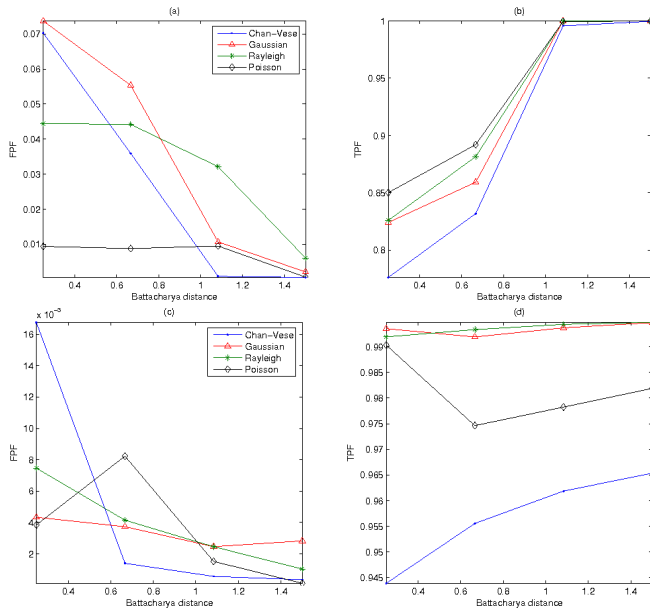 (a)
0.07
0.06
0.05
0.04
0.03
0.02
0.01
FPF
0.4 0.6 0.8 1 1.2 1.4
Battacharya distance
Chan-Vese
Gaussian
Rayleigh
Poisson
(b)
1
0.95
0.9
0.85
0.8
TPF
0.4 0.6 0.8 1 1.2 1.4
Battacharya distance
(c)
x 10⁻³
16
14
12
10
8
6
4
2
FPF
0.4 0.6 0.8 1 1.2 1.4
Battacharya distance
Chan-Vese
Gaussian
Rayleigh
Poisson
(d)
0.99
0.985
0.98
0.975
0.97
0.965
0.96
0.955
0.95
0.945
TPF
0.4 0.6 0.8 1 1.2 1.4
Battacharya distance